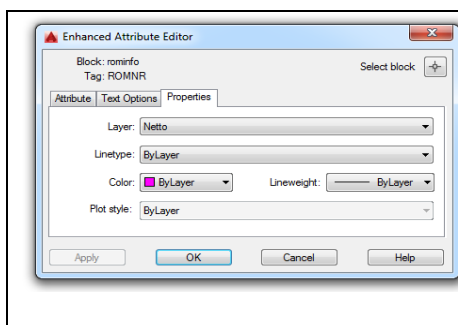 Enhanced Attribute Editor
Block: rominfo
Select block
Tag: ROMNR
Attribute Text Options Properties
Layer: Netto
Linetype: ByLayer
Color: ByLayer Lineweight: ByLayer
Plot style: ByLayer
Apply OK Cancel Help